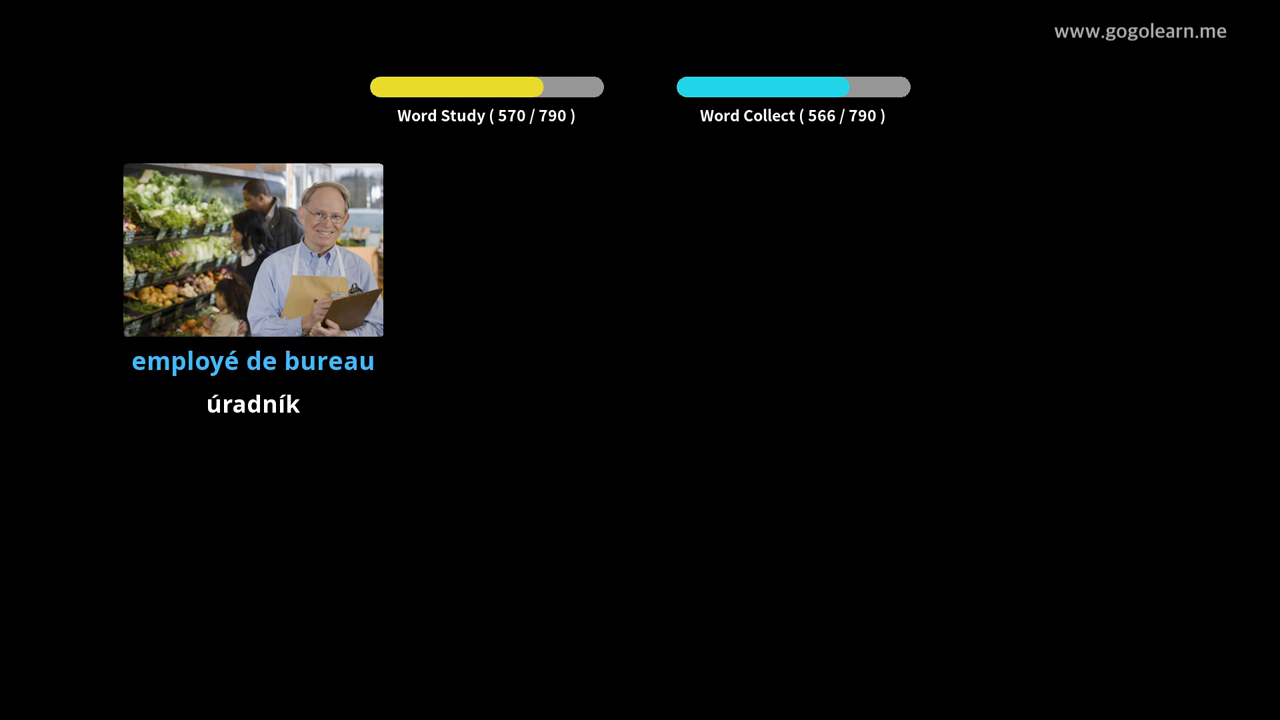 www.gogolearn.me
Word Study ( 570 / 790 )
Word Collect ( 566 / 790 )
employé de bureau
úradník